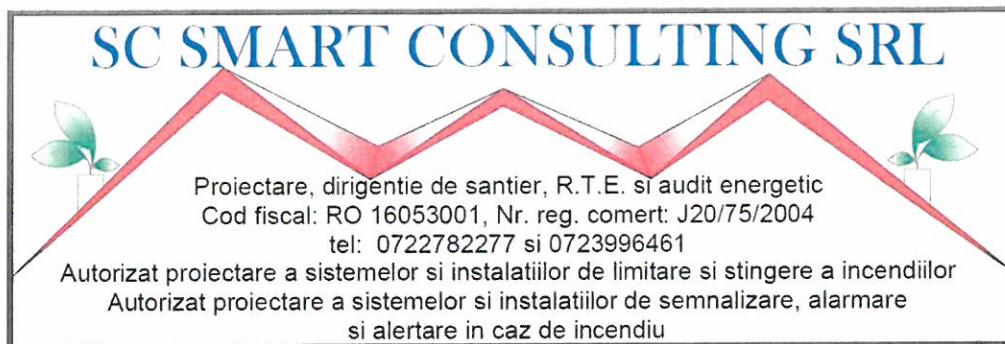 SC SMART CONSULTING SRL
Proiectare, dirigentie de santier, R.T.E. si audit energetic
Cod fiscal: RO 16053001, Nr. reg. comert: J20/75/2004
tel: 0722782277 si 0723996461
Autorizat proiectare a sistemelor si instalatiilor de limitare si stingere a incendiilor
Autorizat proiectare a sistemelor si instalatiilor de semnalizare, alarmare
si alertare in caz de incendiu